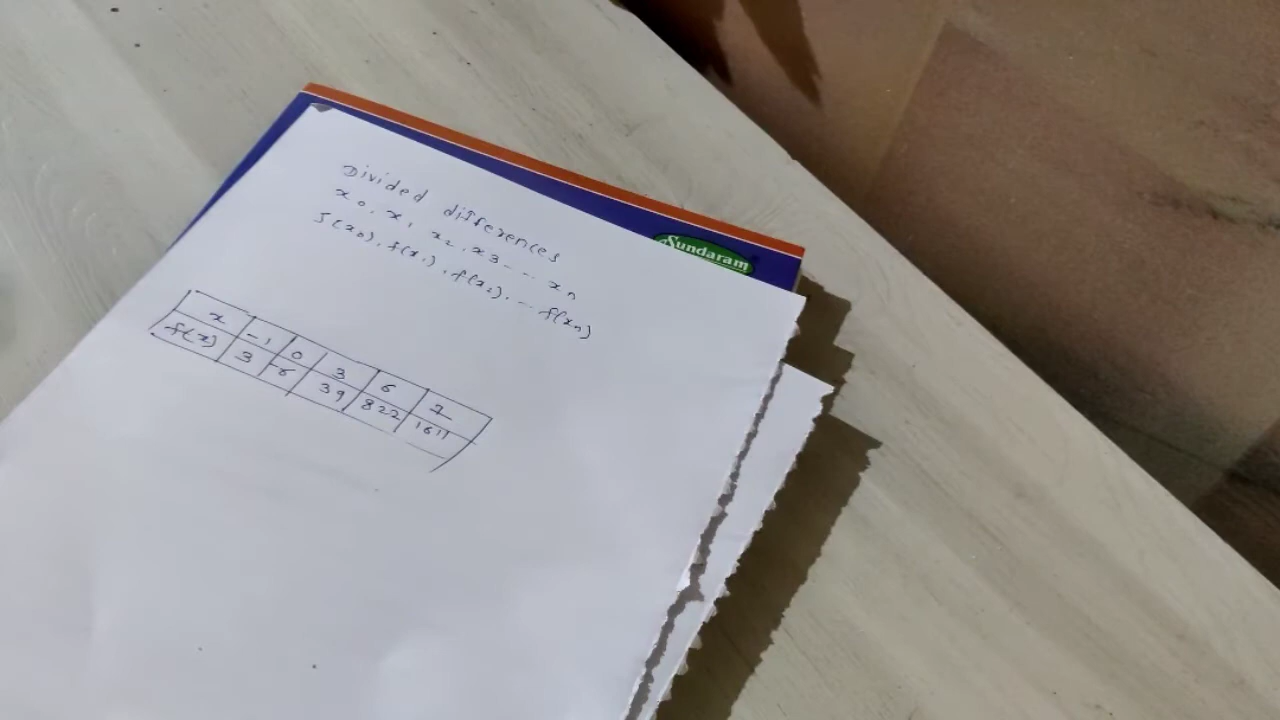 Sundaram
Divided differences
x0, x1 x2, x3 -- .. xn
f(x0), f(x1), f(x2), ... f(xn)
x -1 0 3 6 7
f(x) 3 -6 39 822 1611